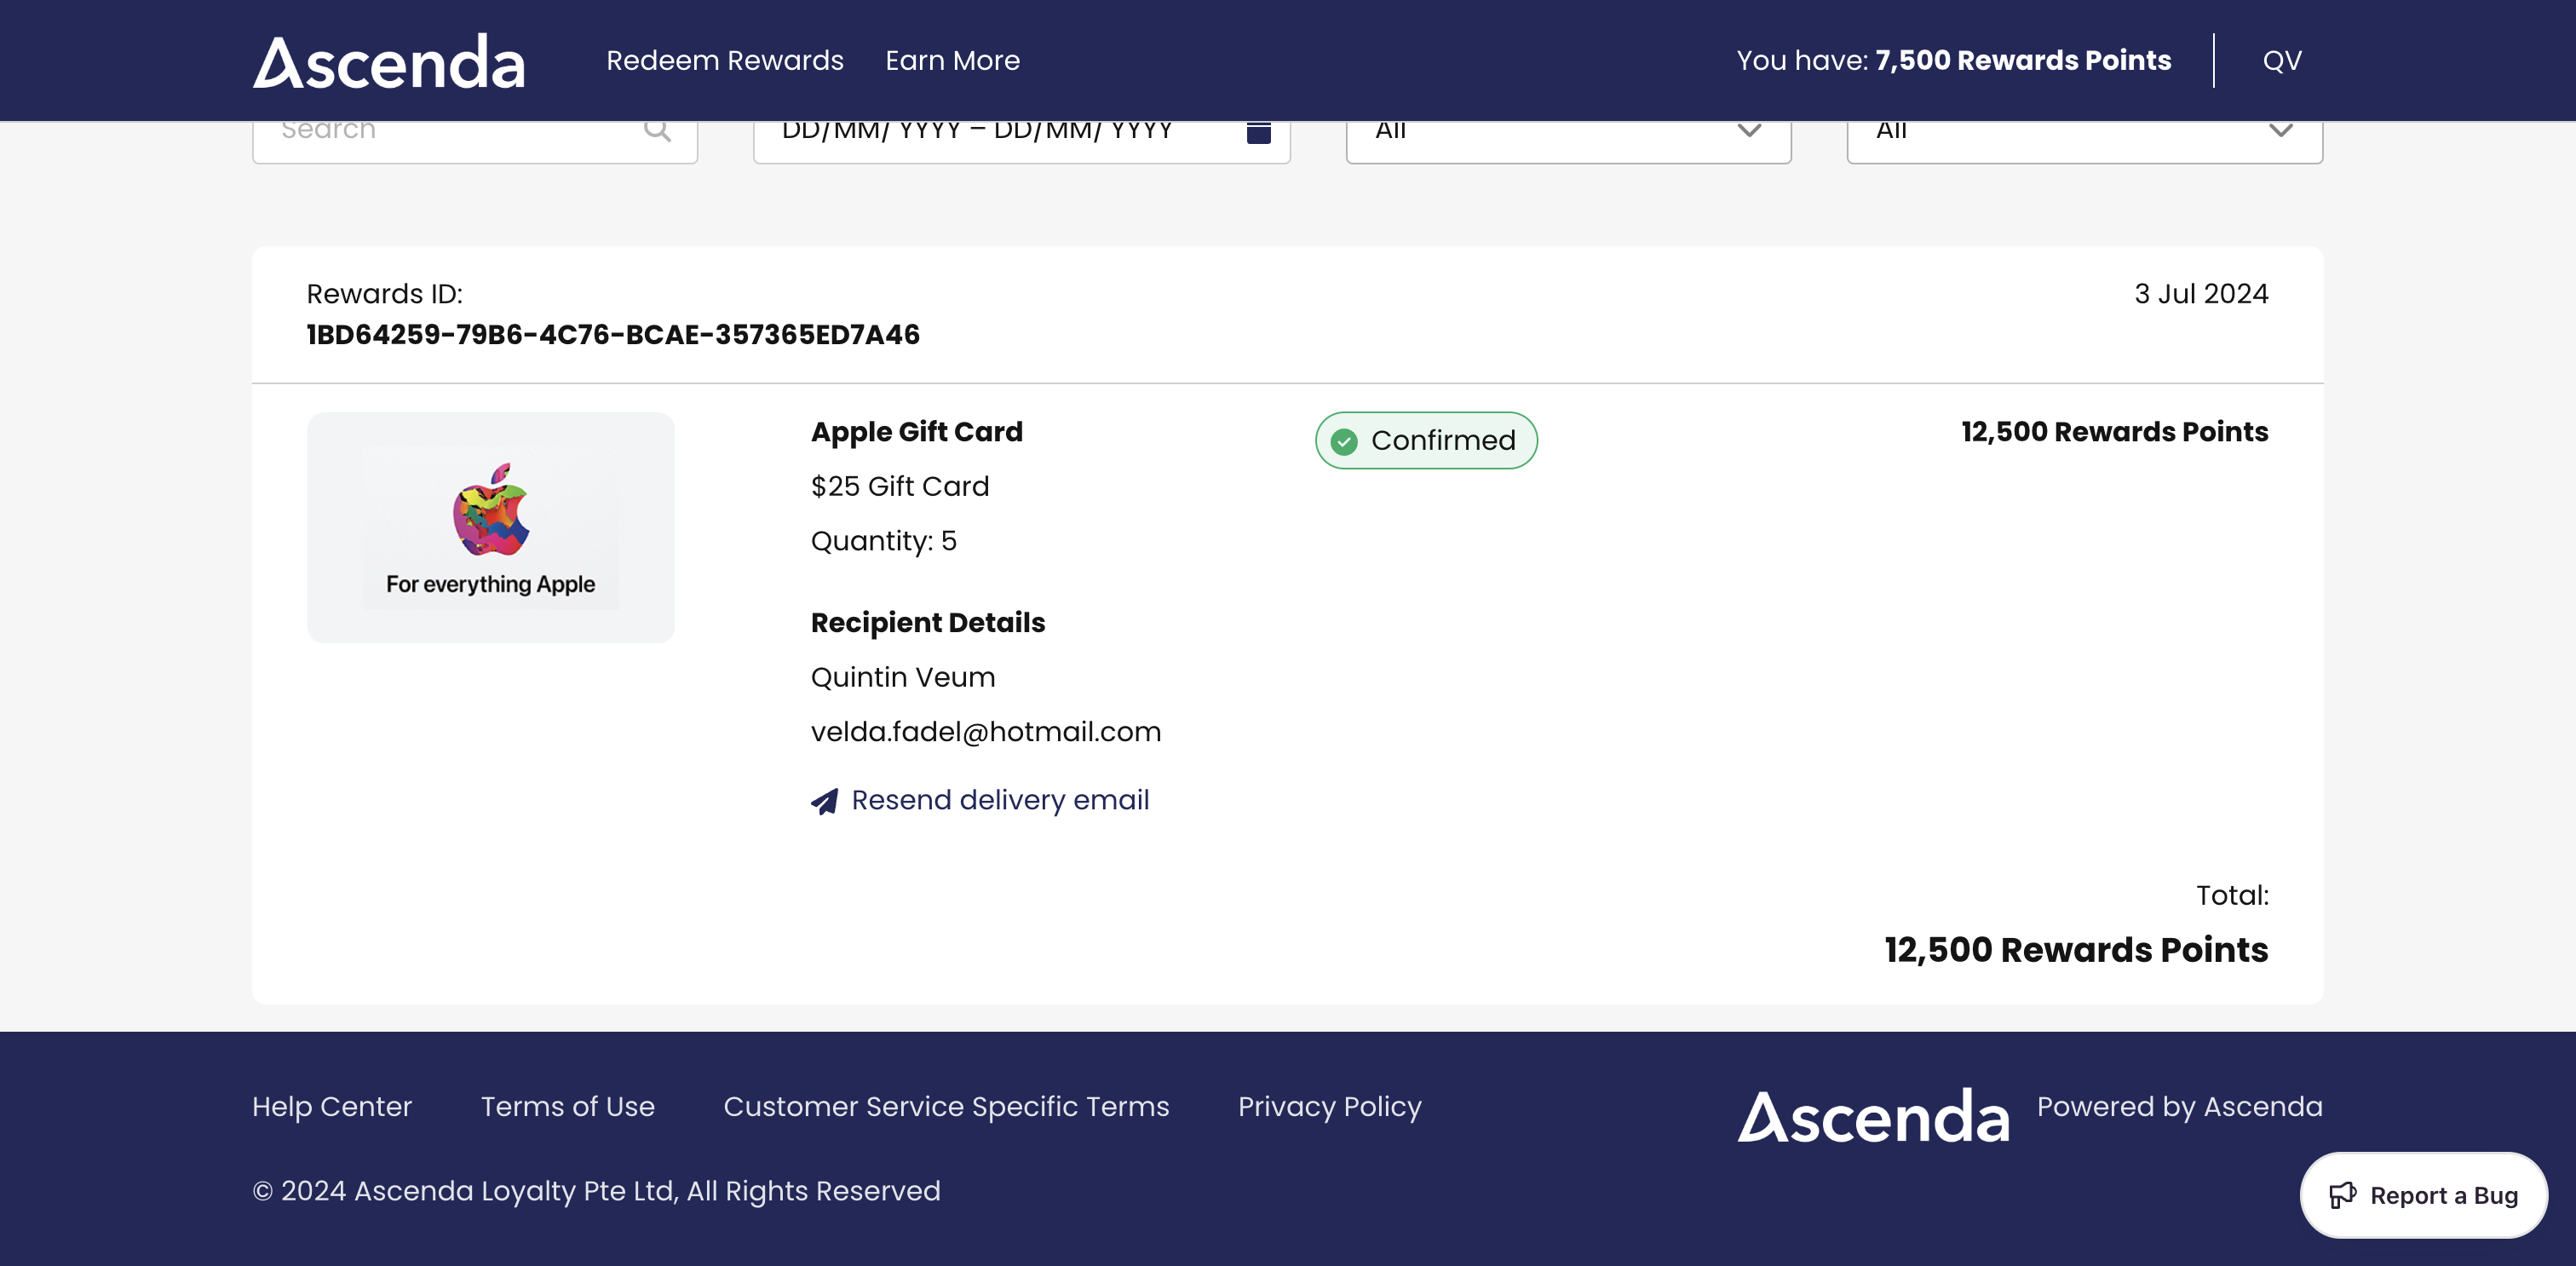 Ascenda
Redeem Rewards
Earn More
You have: 7,500 Rewards Points
QV
Search
DD/MM/ YYYY – DD/MM/ YYYY
All
All
Rewards ID:
1BD64259-79B6-4C76-BCAE-357365ED7A46
3 Jul 2024
For everything Apple
Apple Gift Card
$25 Gift Card
Quantity: 5
Confirmed
12,500 Rewards Points
Recipient Details
Quintin Veum
velda.fadel@hotmail.com
Resend delivery email
Total:
12,500 Rewards Points
Help Center
Terms of Use
Customer Service Specific Terms
Privacy Policy
Ascenda
Powered by Ascenda
© 2024 Ascenda Loyalty Pte Ltd, All Rights Reserved
Report a Bug